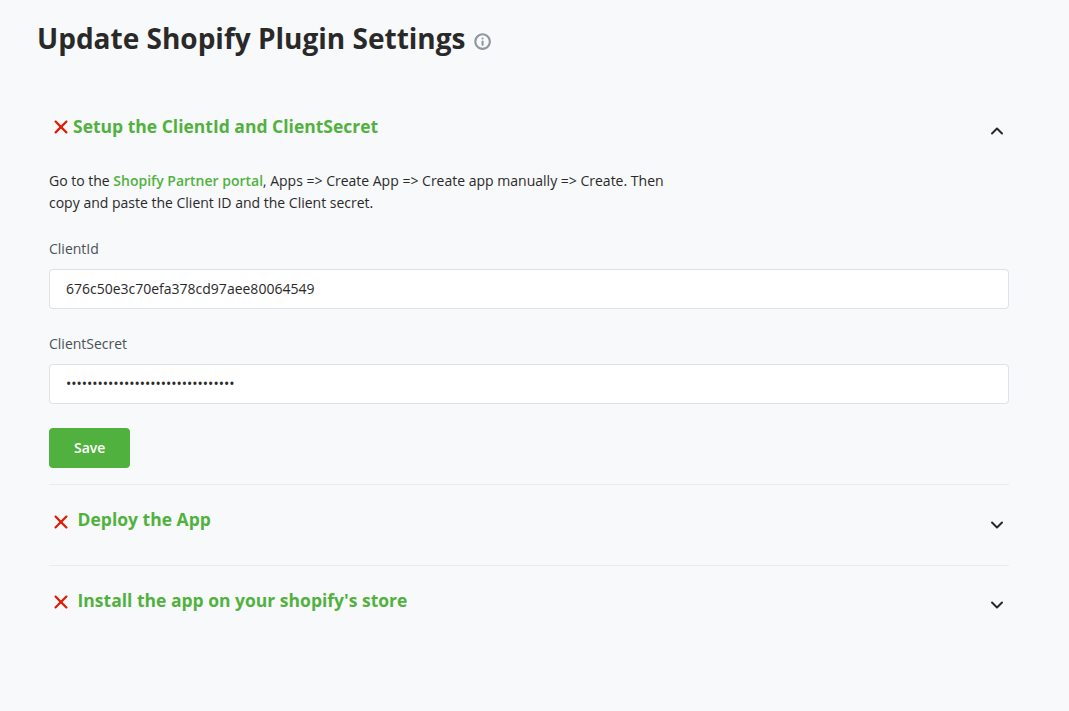 Update Shopify Plugin Settings
Setup the ClientId and ClientSecret
Go to the Shopify Partner portal, Apps => Create App => Create app manually => Create. Then
copy and paste the Client ID and the Client secret.
ClientId
676c50e3c70efa378cd97aee80064549
ClientSecret
••••••••••••••••••••••••••••••••
Save
Deploy the App
Install the app on your shopify's store